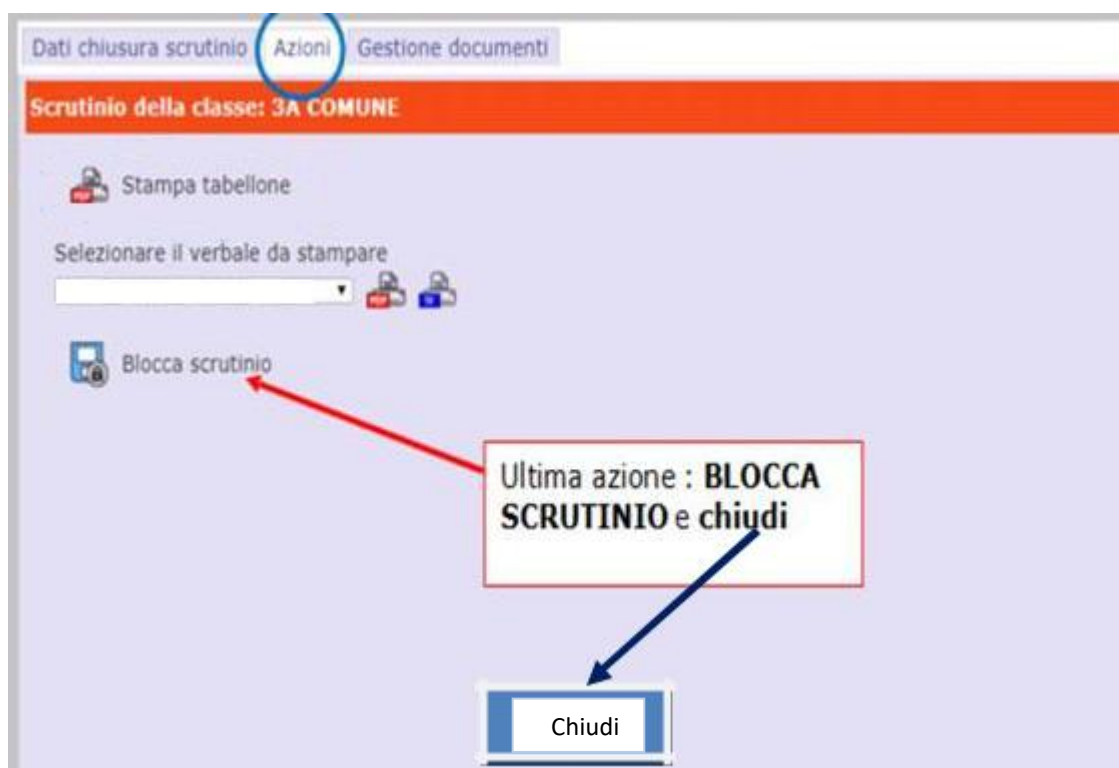 Dati chiusura scrutinio Azioni Gestione documenti
Scrutinio della classe: 3A COMUNE
Stampa tabellone
Selezionare il verbale da stampare
Blocca scrutinio
Ultima azione : BLOCCA
SCRUTINIO e chiudi
Chiudi